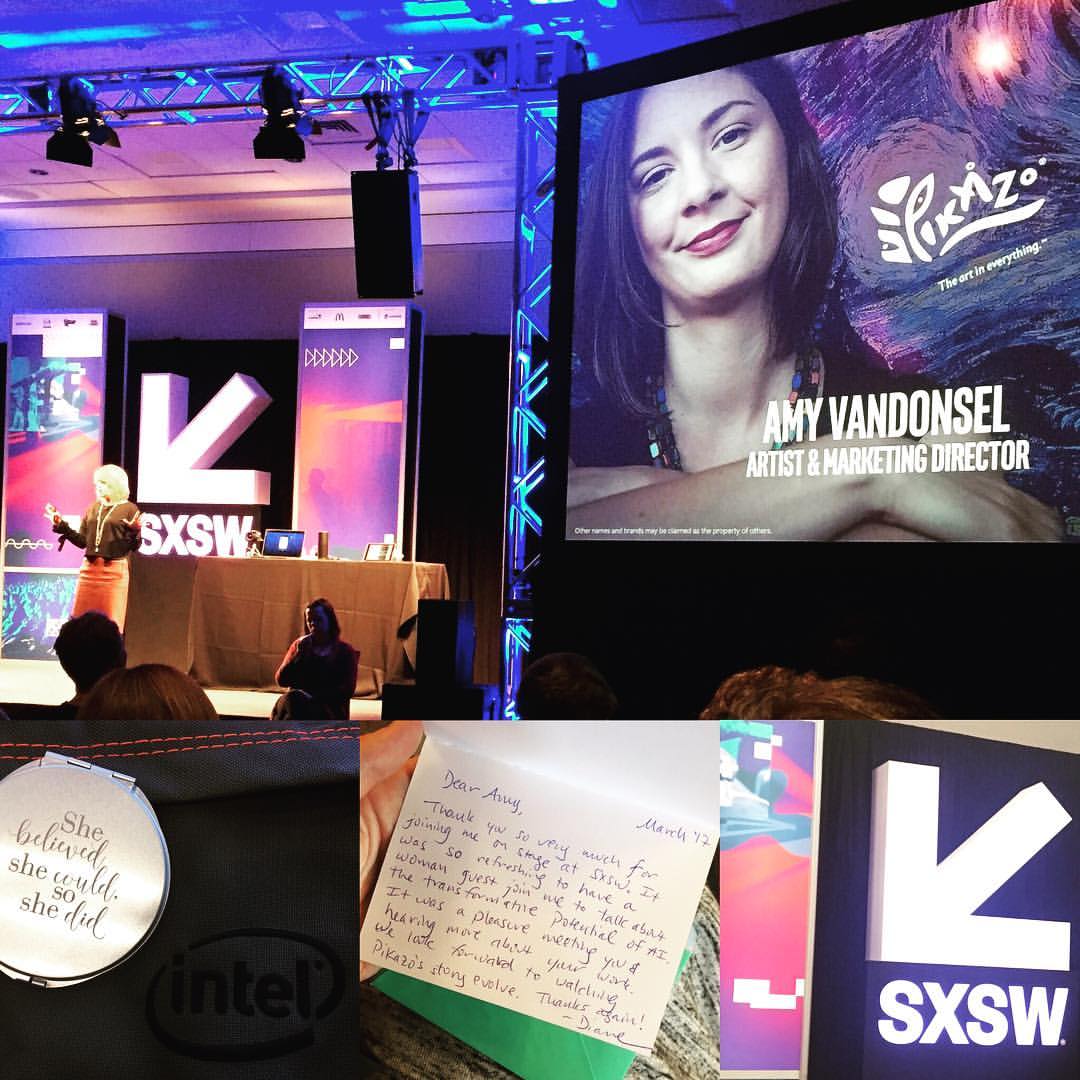 SXSW
PIKAZO
The art in everything.™
AMY VANDONSEL
ARTIST & MARKETING DIRECTOR
Other names and brands may be claimed as the property of others.
She
believed
she could.
so
she did
intel
Dear Amy,
March '17
Thank you so very much for
joining me on stage at SXSW. It
was so refreshing to have a
woman guest join me to talk about
the transformative potential of AI.
It was a pleasure meeting you &
hearing more about your work.
We look forward to watching
Pikazo's story evolve. Thanks again!
- Diane
SXSW.